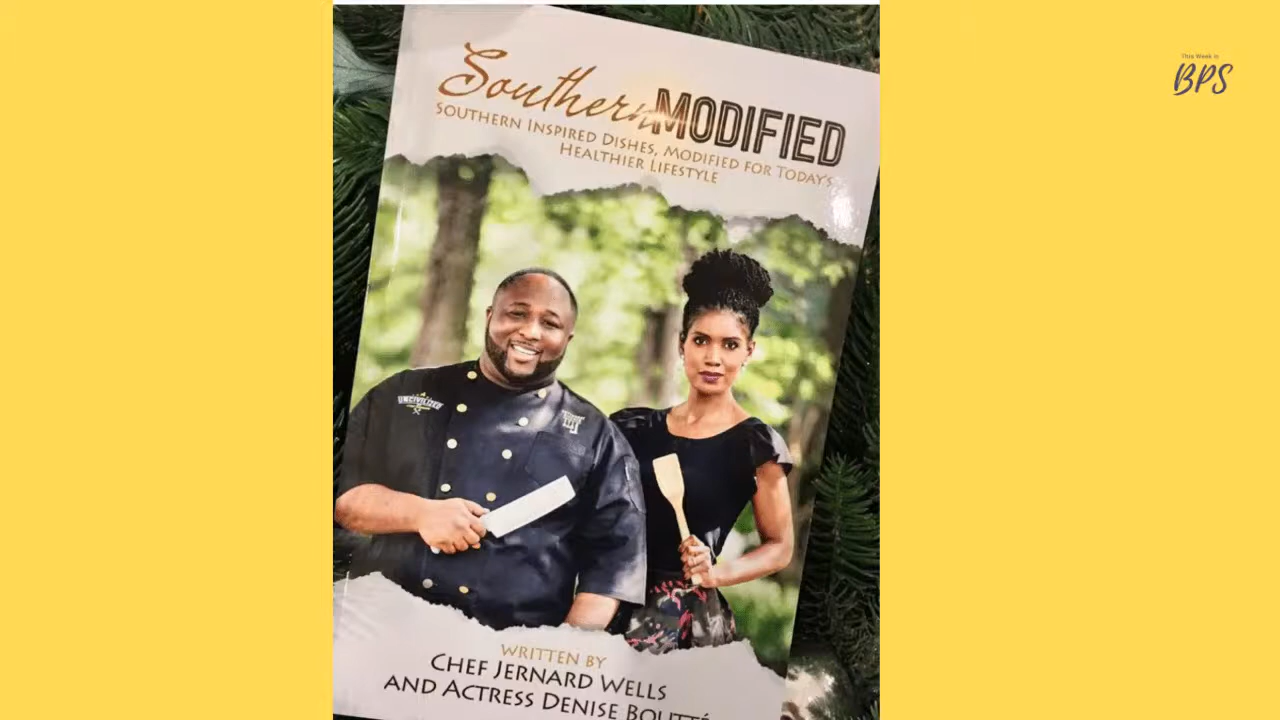 This Week in
BPS
Southern MODIFIED
SOUTHERN INSPIRED DISHES, MODIFIED FOR TODAY'S
HEALTHIER LIFESTYLE
UNCIVILIZED
WRITTEN BY
CHEF JERNARD WELLS
AND ACTRESS DENISE BOUTTÉ